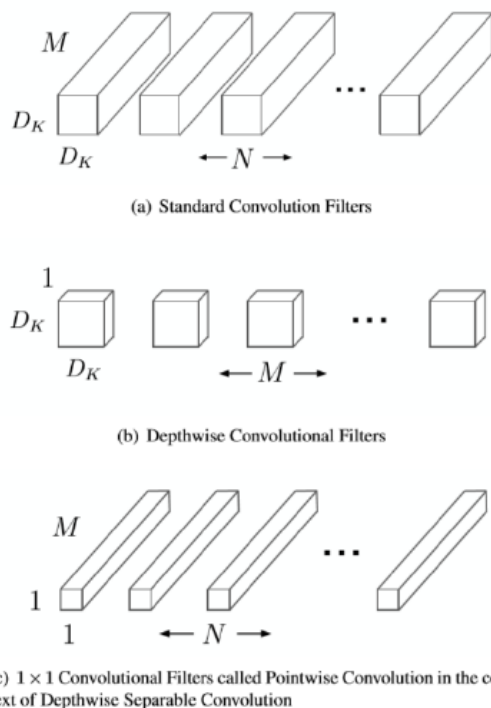 M
D_K
D_K
← N →
...
(a) Standard Convolution Filters
1
D_K
D_K
← M →
...
(b) Depthwise Convolutional Filters
M
1
1
← N →
...
) 1 × 1 Convolutional Filters called Pointwise Convolution in the
of Depthwise Separable Convolution